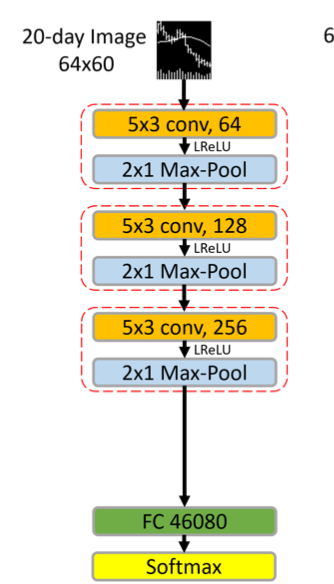 20-day Image
64x60
6
5x3 conv, 64
LReLU
2x1 Max-Pool
5x3 conv, 128
LReLU
2x1 Max-Pool
5x3 conv, 256
LReLU
2x1 Max-Pool
FC 46080
Softmax